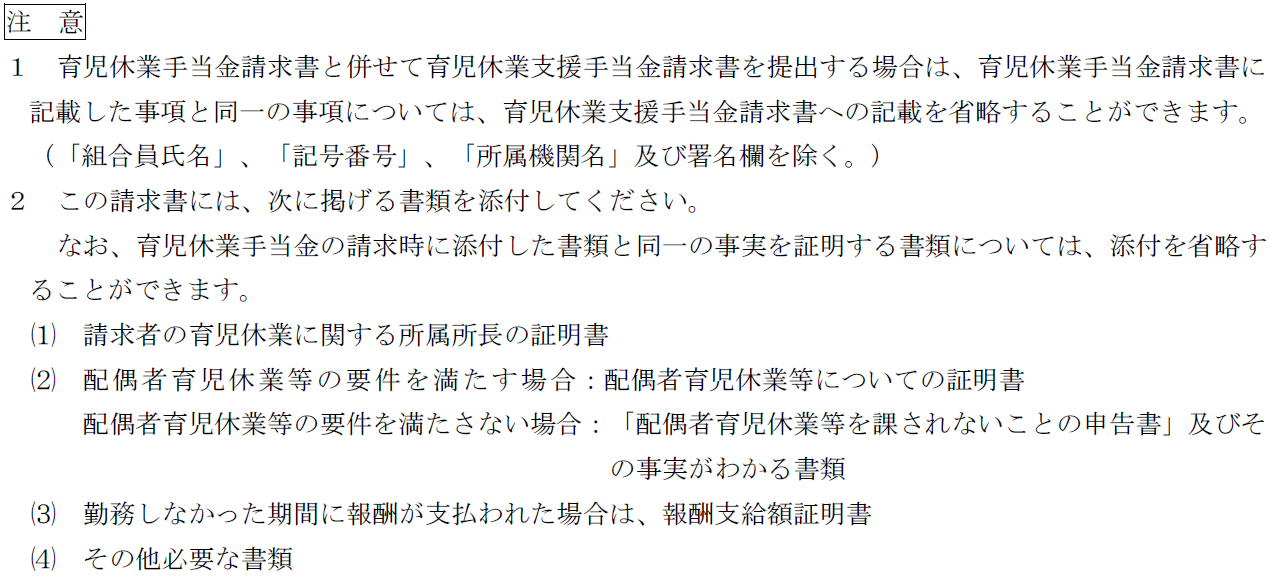 注　意
１　育児休業手当金請求書と併せて育児休業支援手当金請求書を提出する場合は、育児休業手当金請求書に
記載した事項と同一の事項については、育児休業支援手当金請求書への記載を省略することができます。
（「組合員氏名」、「記号番号」、「所属機関名」及び署名欄を除く。）
２　この請求書には、次に掲げる書類を添付してください。
なお、育児休業手当金の請求時に添付した書類と同一の事実を証明する書類については、添付を省略す
ることができます。
⑴　請求者の育児休業に関する所属所長の証明書
⑵　配偶者育児休業等の要件を満たす場合：配偶者育児休業等についての証明書
配偶者育児休業等の要件を満たさない場合：「配偶者育児休業等を課されないことの申告書」及びそ
の事実がわかる書類
⑶　勤務しなかった期間に報酬が支払われた場合は、報酬支給額証明書
⑷　その他必要な書類